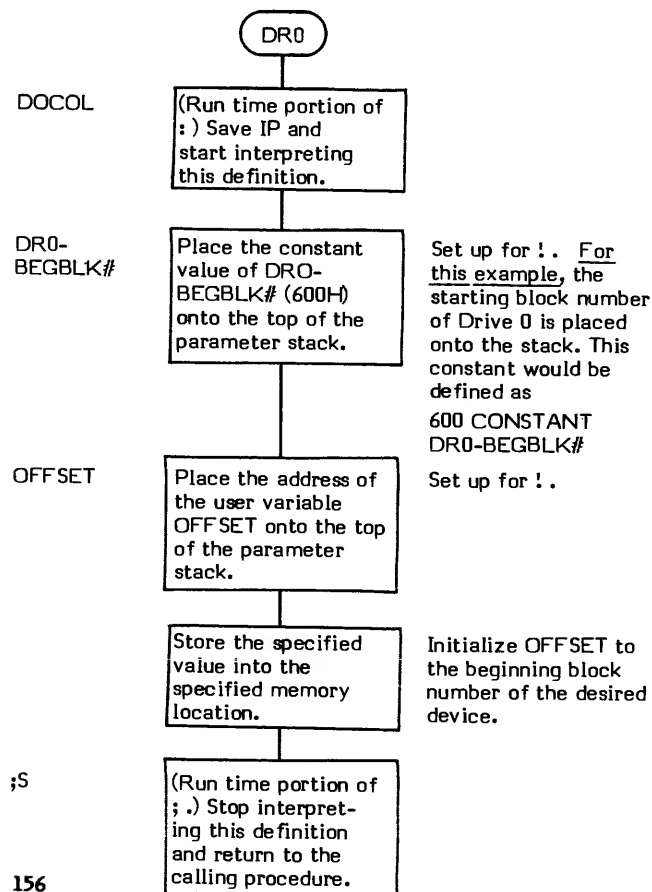 DR0
DOCOL
(Run time portion of
: ) Save IP and
start interpreting
this definition.
DR0-
BEGBLK#
Place the constant
value of DRO-
BEGBLK# (600H)
onto the top of the
parameter stack.
Set up for ! . For
this example, the
starting block number
of Drive 0 is placed
onto the stack. This
constant would be
defined as
600 CONSTANT
DR0-BEGBLK#
OFFSET
Place the address of
the user variable
OFFSET onto the top
of the parameter
stack.
Set up for ! .
Store the specified
value into the
specified memory
location.
Initialize OFFSET to
the beginning block
number of the desired
device.
;S
(Run time portion of
; .) Stop interpret-
ing this definition
and return to the
calling procedure.
156